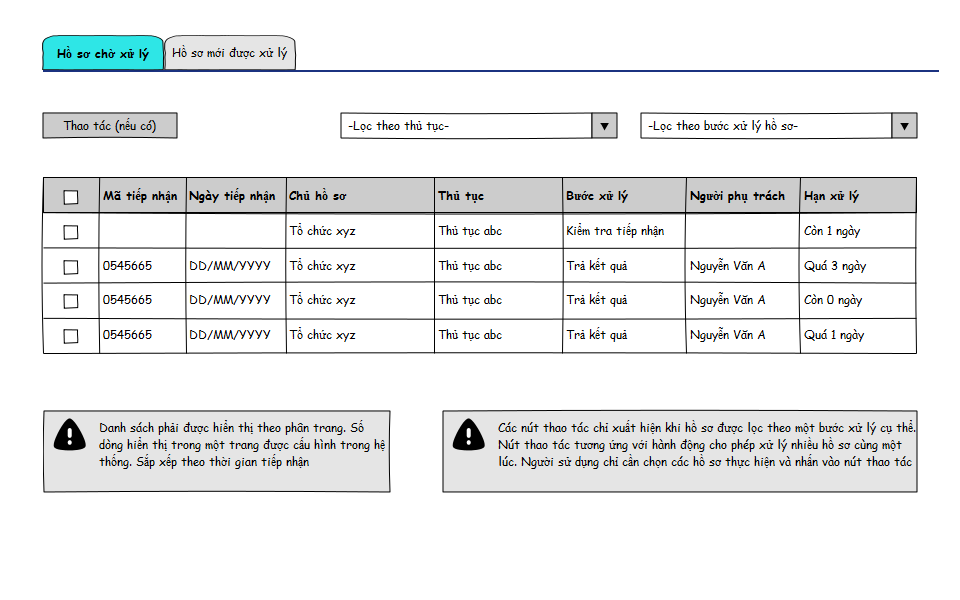 Hồ sơ chờ xử lý Hồ sơ mới được xử lý
Thao tác (nếu có) -Lọc theo thủ tục- -Lọc theo bước xử lý hồ sơ-
Mã tiếp nhận Ngày tiếp nhận Chủ hồ sơ Thủ tục Bước xử lý Người phụ trách Hạn xử lý
Tổ chức xyz Thủ tục abc Kiểm tra tiếp nhận Còn 1 ngày
0545665 DD/MM/YYYY Tổ chức xyz Thủ tục abc Trả kết quả Nguyễn Văn A Quá 3 ngày
0545665 DD/MM/YYYY Tổ chức xyz Thủ tục abc Trả kết quả Nguyễn Văn A Còn 0 ngày
0545665 DD/MM/YYYY Tổ chức xyz Thủ tục abc Trả kết quả Nguyễn Văn A Quá 1 ngày
Danh sách phải được hiển thị theo phân trang. Số
dòng hiển thị trong một trang được cấu hình trong hệ
thống. Sắp xếp theo thời gian tiếp nhận
Các nút thao tác chỉ xuất hiện khi hồ sơ được lọc theo một bước xử lý cụ thể.
Nút thao tác tương ứng với hành động cho phép xử lý nhiều hồ sơ cùng một
lúc. Người sử dụng chỉ cần chọn các hồ sơ thực hiện và nhấn vào nút thao tác